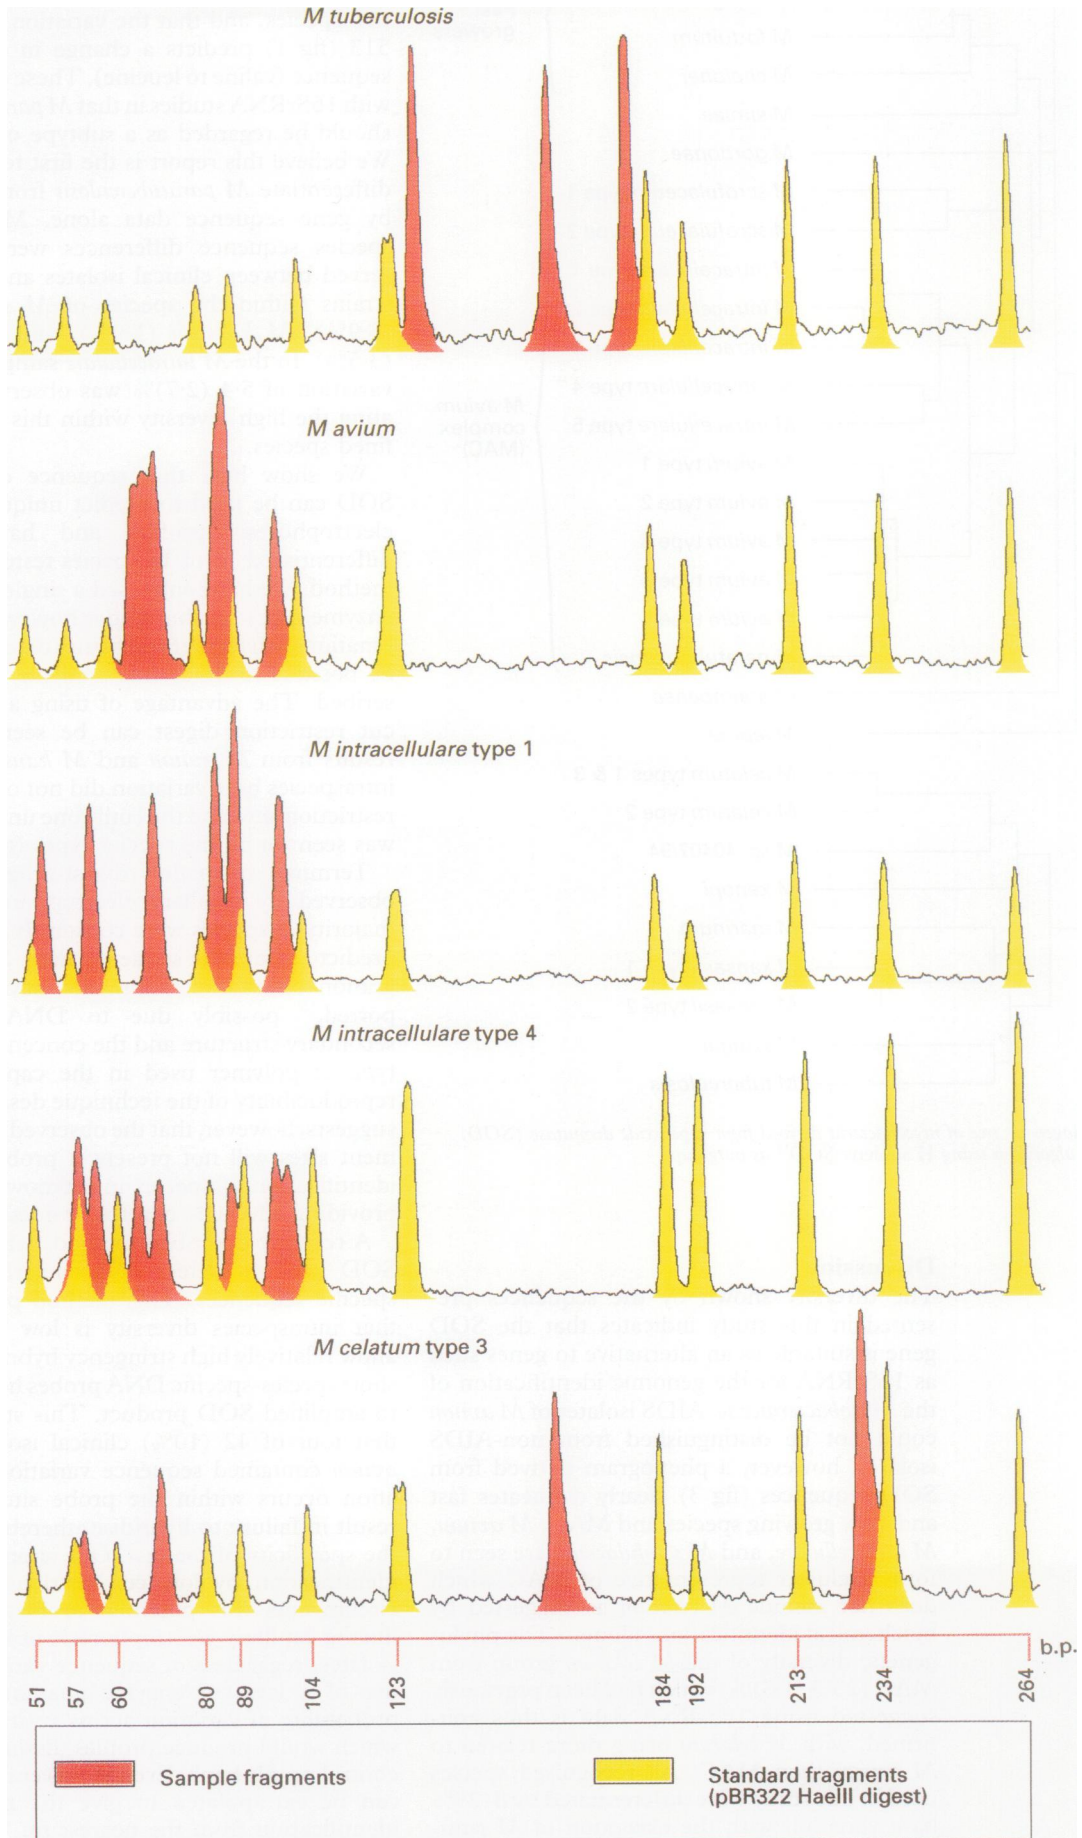 M tuberculosis
M avium
M intracellulare type 1
M intracellulare type 4
M celatum type 3
b.p.
51 57 60 80 89 104 123 184 192 213 234 264
Sample fragments
Standard fragments
(pBR322 HaeIII digest)